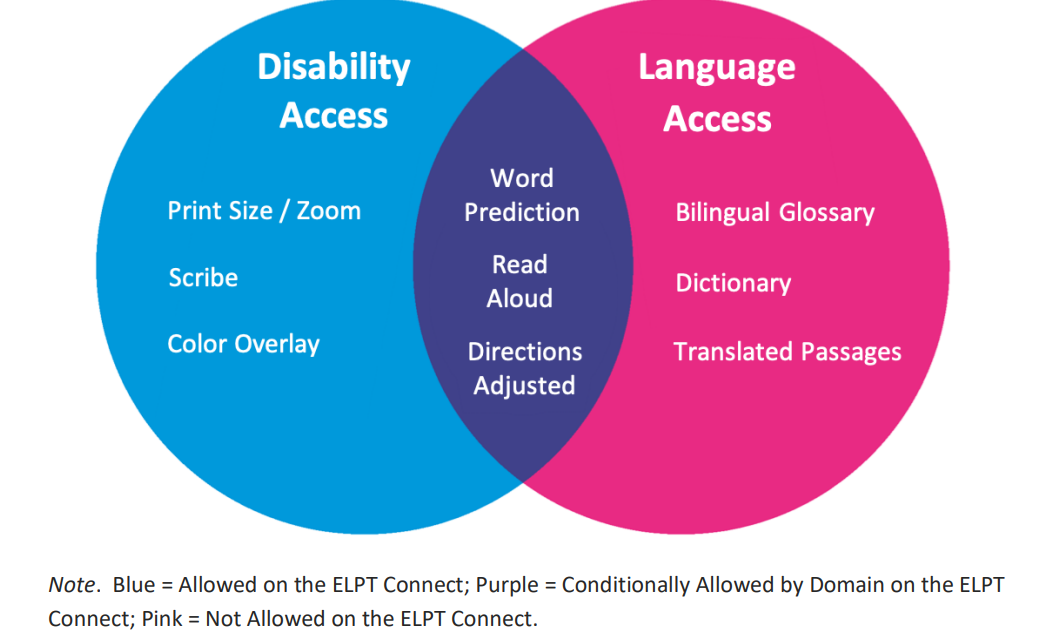 Disability
Access
Print Size / Zoom
Scribe
Color Overlay
Word
Prediction
Read
Aloud
Directions
Adjusted
Language
Access
Bilingual Glossary
Dictionary
Translated Passages
Note. Blue = Allowed on the ELPT Connect; Purple = Conditionally Allowed by Domain on the ELPT
Connect; Pink = Not Allowed on the ELPT Connect.